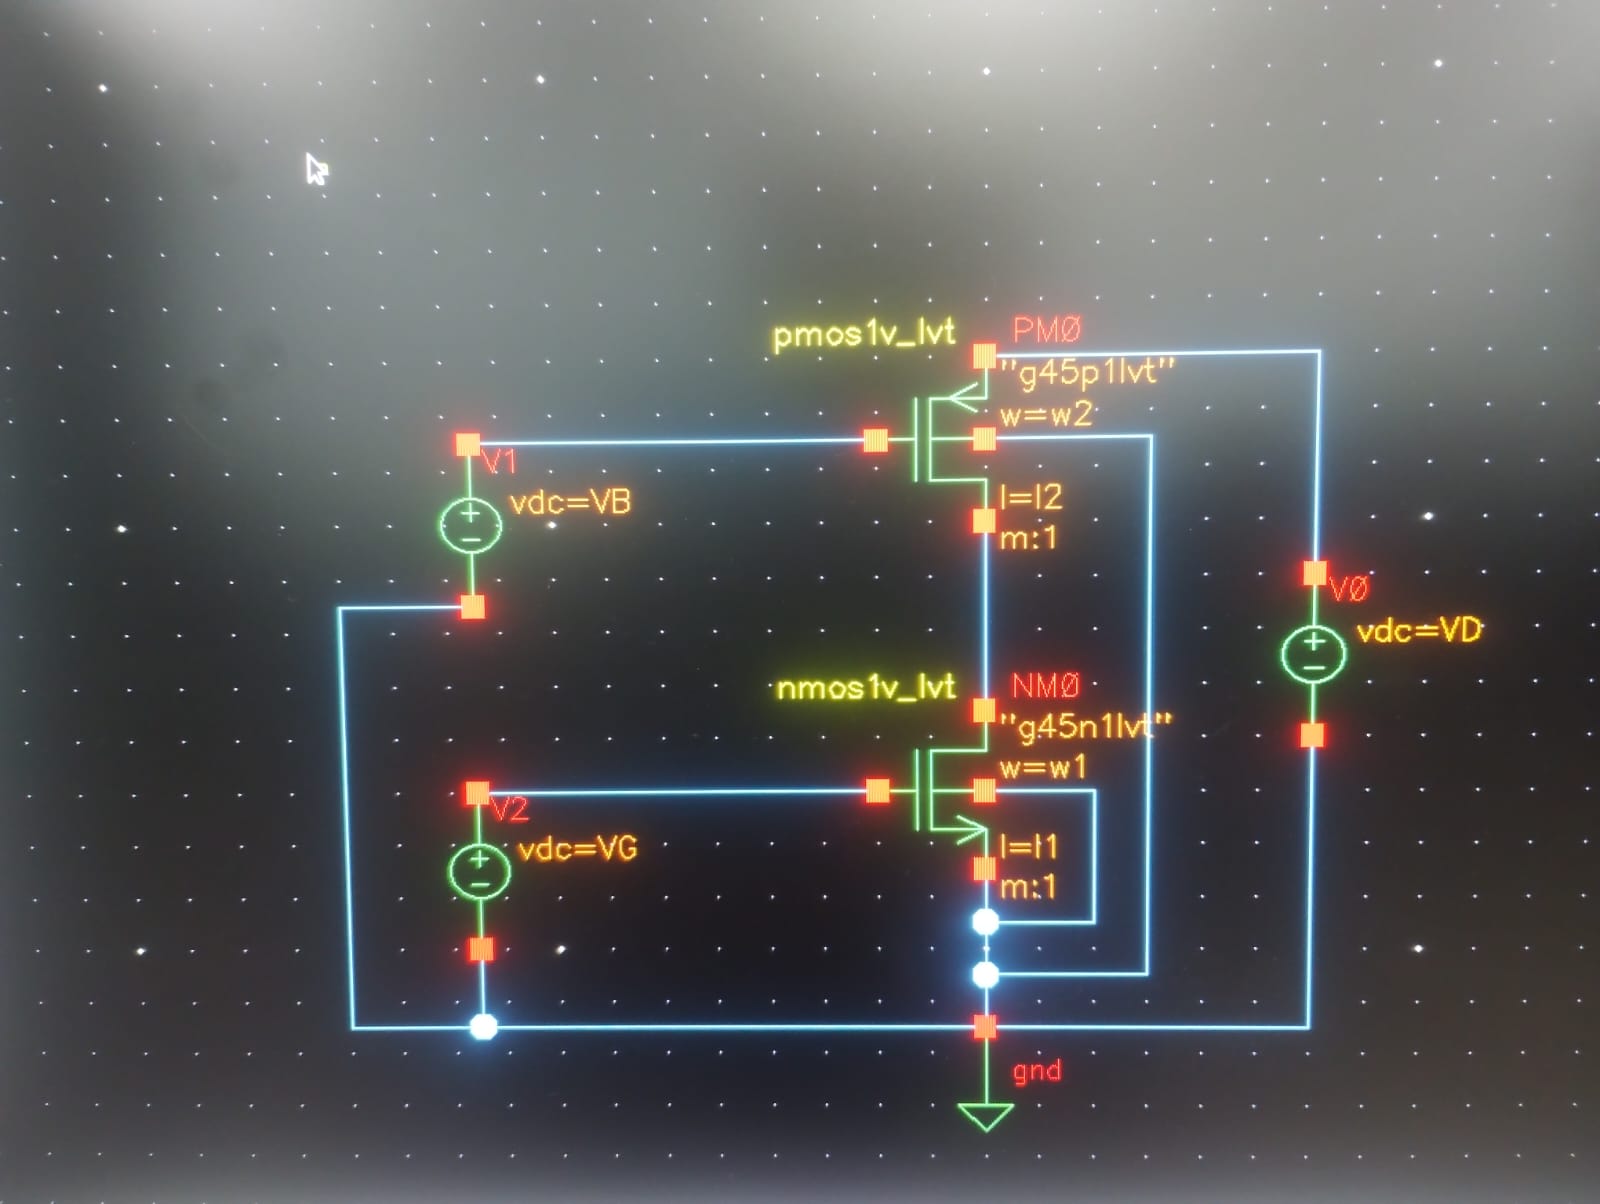 pmos1v_lvt
PMØ
"g45p1lvt"
w=w2
l=l2
m:1
V1
vdc=VB
VØ
vdc=VD
nmos1v_lvt
NMØ
"g45n1lvt"
w=w1
l=l1
m:1
V2
vdc=VG
gnd